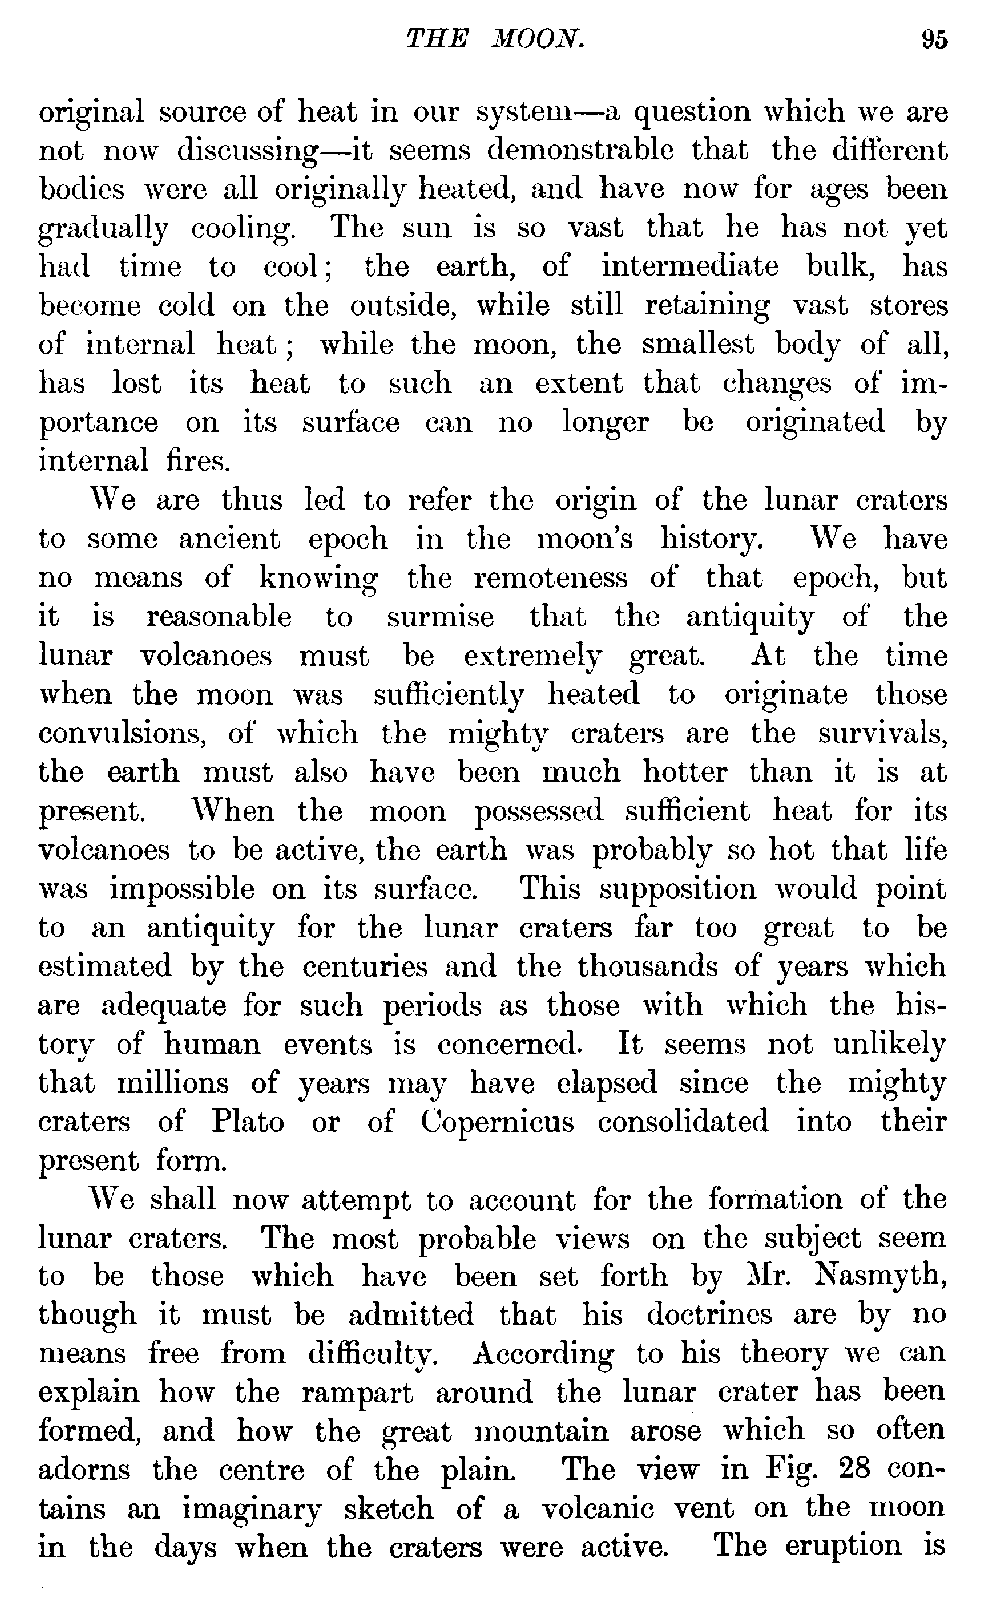 THE MOON. 95
original source of heat in our system—a question which we are
not now discussing—it seems demonstrable that the different
bodies were all originally heated, and have now for ages been
gradually cooling. The sun is so vast that he has not yet
had time to cool; the earth, of intermediate bulk, has
become cold on the outside, while still retaining vast stores
of internal heat; while the moon, the smallest body of all,
has lost its heat to such an extent that changes of im-
portance on its surface can no longer be originated by
internal fires.
We are thus led to refer the origin of the lunar craters
to some ancient epoch in the moon's history. We have
no means of knowing the remoteness of that epoch, but
it is reasonable to surmise that the antiquity of the
lunar volcanoes must be extremely great. At the time
when the moon was sufficiently heated to originate those
convulsions, of which the mighty craters are the survivals,
the earth must also have been much hotter than it is at
present. When the moon possessed sufficient heat for its
volcanoes to be active, the earth was probably so hot that life
was impossible on its surface. This supposition would point
to an antiquity for the lunar craters far too great to be
estimated by the centuries and the thousands of years which
are adequate for such periods as those with which the his-
tory of human events is concerned. It seems not unlikely
that millions of years may have elapsed since the mighty
craters of Plato or of Copernicus consolidated into their
present form.
We shall now attempt to account for the formation of the
lunar craters. The most probable views on the subject seem
to be those which have been set forth by Mr. Nasmyth,
though it must be admitted that his doctrines are by no
means free from difficulty. According to his theory we can
explain how the rampart around the lunar crater has been
formed, and how the great mountain arose which so often
adorns the centre of the plain. The view in Fig. 28 con-
tains an imaginary sketch of a volcanic vent on the moon
in the days when the craters were active. The eruption is